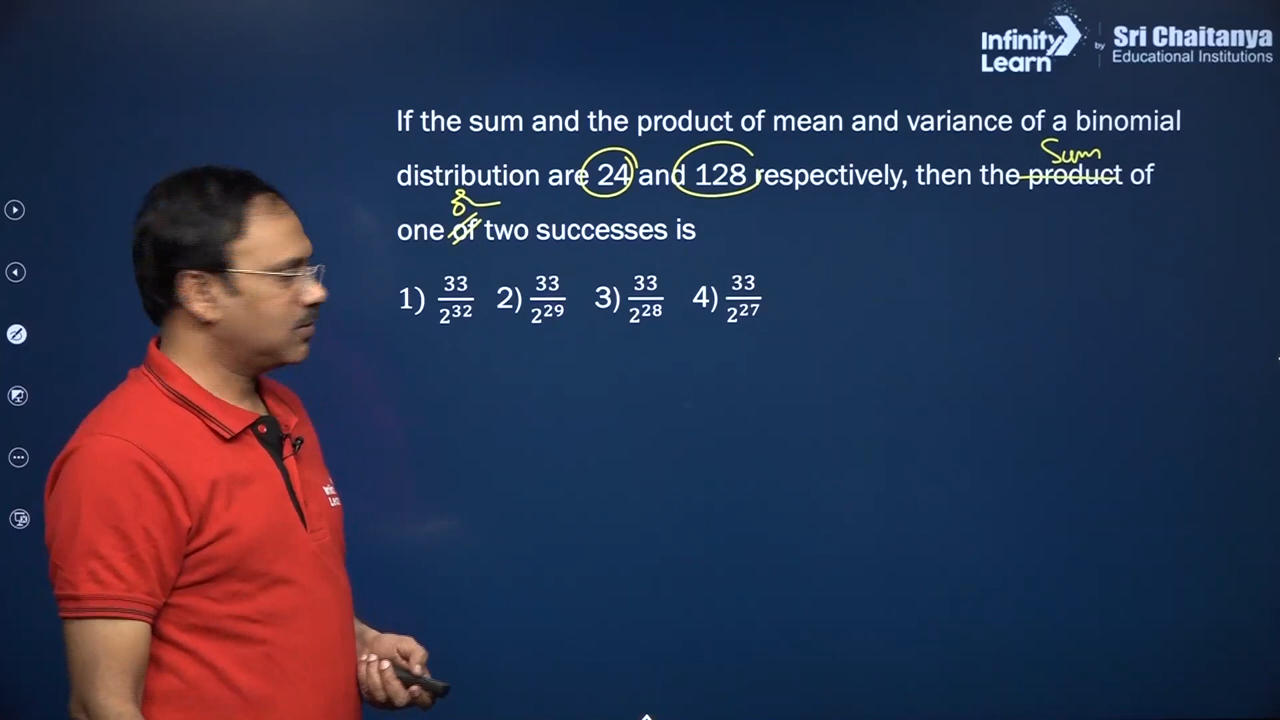 Infinity Learn by Sri Chaitanya Educational Institutions
If the sum and the product of mean and variance of a binomial
Sum
distribution are 24 and 128 respectively, then the product of
one of two successes is
1) 33/2^32 2) 33/2^29 3) 33/2^28 4) 33/2^27